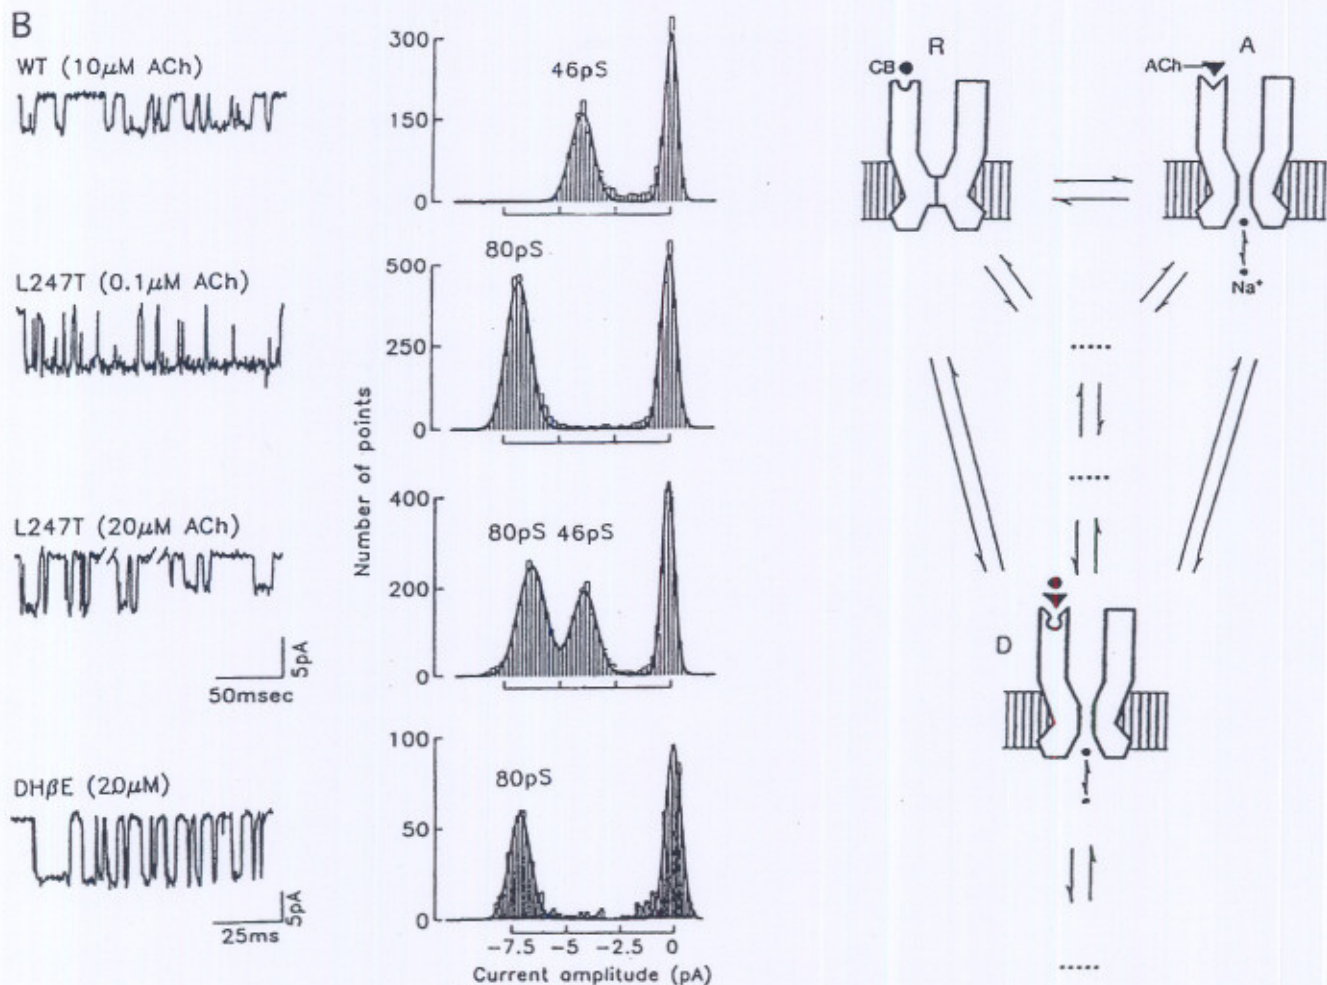 B
WT (10μM ACh)
L247T (0.1μM ACh)
L247T (20μM ACh)
5pA
50msec
DHβE (20μM)
5pA
25ms
Number of points
300
150
0
46pS
500
250
0
80pS
400
200
0
80pS 46pS
100
50
0
80pS
-7.5 -5 -2.5 0
Current amplitude (pA)
R
CB
A
ACh
Na⁺
D